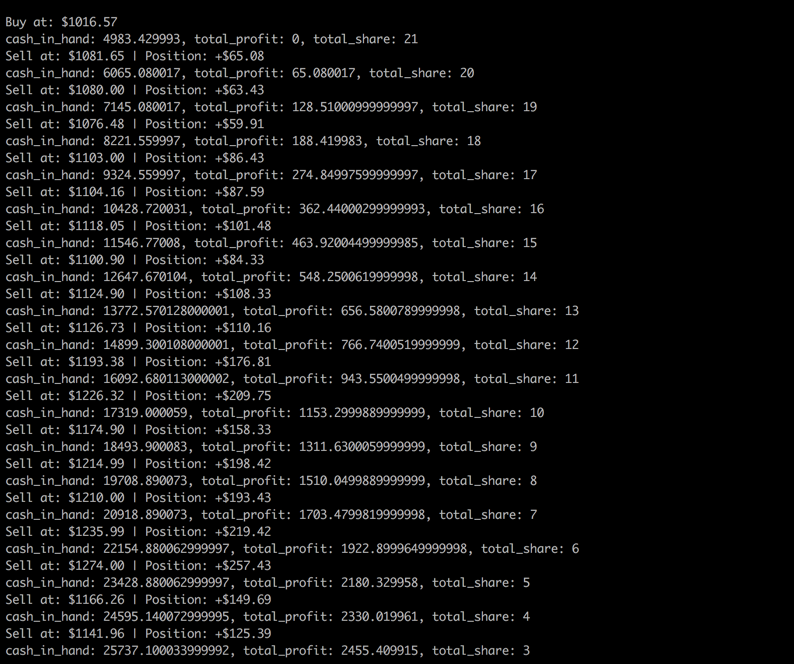 Buy at: $1016.57
cash_in_hand: 4983.429993, total_profit: 0, total_share: 21
Sell at: $1081.65 | Position: +$65.08
cash_in_hand: 6065.080017, total_profit: 65.080017, total_share: 20
Sell at: $1080.00 | Position: +$63.43
cash_in_hand: 7145.080017, total_profit: 128.51000999999997, total_share: 19
Sell at: $1076.48 | Position: +$59.91
cash_in_hand: 8221.559997, total_profit: 188.419983, total_share: 18
Sell at: $1103.00 | Position: +$86.43
cash_in_hand: 9324.559997, total_profit: 274.84997599999997, total_share: 17
Sell at: $1104.16 | Position: +$87.59
cash_in_hand: 10428.720031, total_profit: 362.44000299999993, total_share: 16
Sell at: $1118.05 | Position: +$101.48
cash_in_hand: 11546.77008, total_profit: 463.92004499999985, total_share: 15
Sell at: $1100.90 | Position: +$84.33
cash_in_hand: 12647.670104, total_profit: 548.2500619999998, total_share: 14
Sell at: $1124.90 | Position: +$108.33
cash_in_hand: 13772.570128000001, total_profit: 656.5800789999998, total_share: 13
Sell at: $1126.73 | Position: +$110.16
cash_in_hand: 14899.300108000001, total_profit: 766.7400519999999, total_share: 12
Sell at: $1193.38 | Position: +$176.81
cash_in_hand: 16092.680113000002, total_profit: 943.5500499999998, total_share: 11
Sell at: $1226.32 | Position: +$209.75
cash_in_hand: 17319.000059, total_profit: 1153.2999889999999, total_share: 10
Sell at: $1174.90 | Position: +$158.33
cash_in_hand: 18493.900083, total_profit: 1311.6300059999999, total_share: 9
Sell at: $1214.99 | Position: +$198.42
cash_in_hand: 19708.890073, total_profit: 1510.0499889999999, total_share: 8
Sell at: $1210.00 | Position: +$193.43
cash_in_hand: 20918.890073, total_profit: 1703.4799819999998, total_share: 7
Sell at: $1235.99 | Position: +$219.42
cash_in_hand: 22154.880062999997, total_profit: 1922.8999649999998, total_share: 6
Sell at: $1274.00 | Position: +$257.43
cash_in_hand: 23428.880062999997, total_profit: 2180.329958, total_share: 5
Sell at: $1166.26 | Position: +$149.69
cash_in_hand: 24595.140072999995, total_profit: 2330.019961, total_share: 4
Sell at: $1141.96 | Position: +$125.39
cash_in_hand: 25737.100033999992, total_profit: 2455.409915, total_share: 3